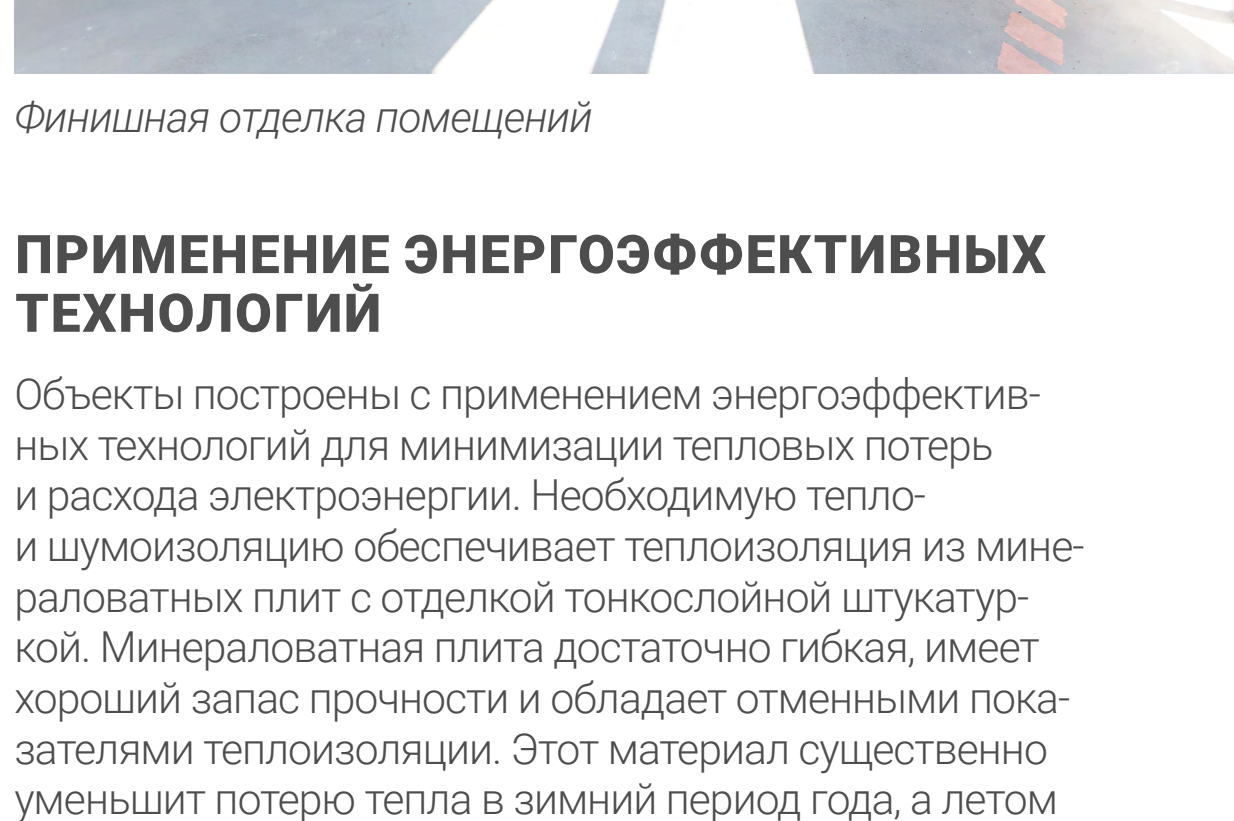 Финишная отделка помещений
ПРИМЕНЕНИЕ ЭНЕРГОЭФФЕКТИВНЫХ
ТЕХНОЛОГИЙ
Объекты построены с применением энергоэффектив-
ных технологий для минимизации тепловых потерь
и расхода электроэнергии. Необходимую тепло-
и шумоизоляцию обеспечивает теплоизоляция из мине-
раловатных плит с отделкой тонкослойной штукатур-
кой. Минераловатная плита достаточно гибкая, имеет
хороший запас прочности и обладает отменными пока-
зателями теплоизоляции. Этот материал существенно
уменьшит потерю тепла в зимний период года, а летом